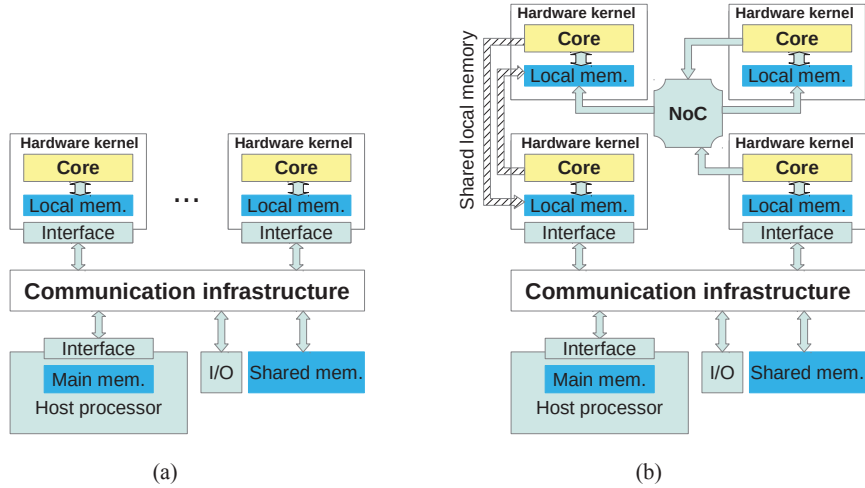 Hardware kernel
Core
Local mem.
Interface
...
Hardware kernel
Core
Local mem.
Interface
Communication infrastructure
Interface
Main mem.
Host processor
I/O
Shared mem.
(a)
Shared local memory
Hardware kernel
Core
Local mem.
Hardware kernel
Core
Local mem.
NoC
Hardware kernel
Core
Local mem.
Interface
Hardware kernel
Core
Local mem.
Interface
Communication infrastructure
Interface
Main mem.
Host processor
I/O
Shared mem.
(b)